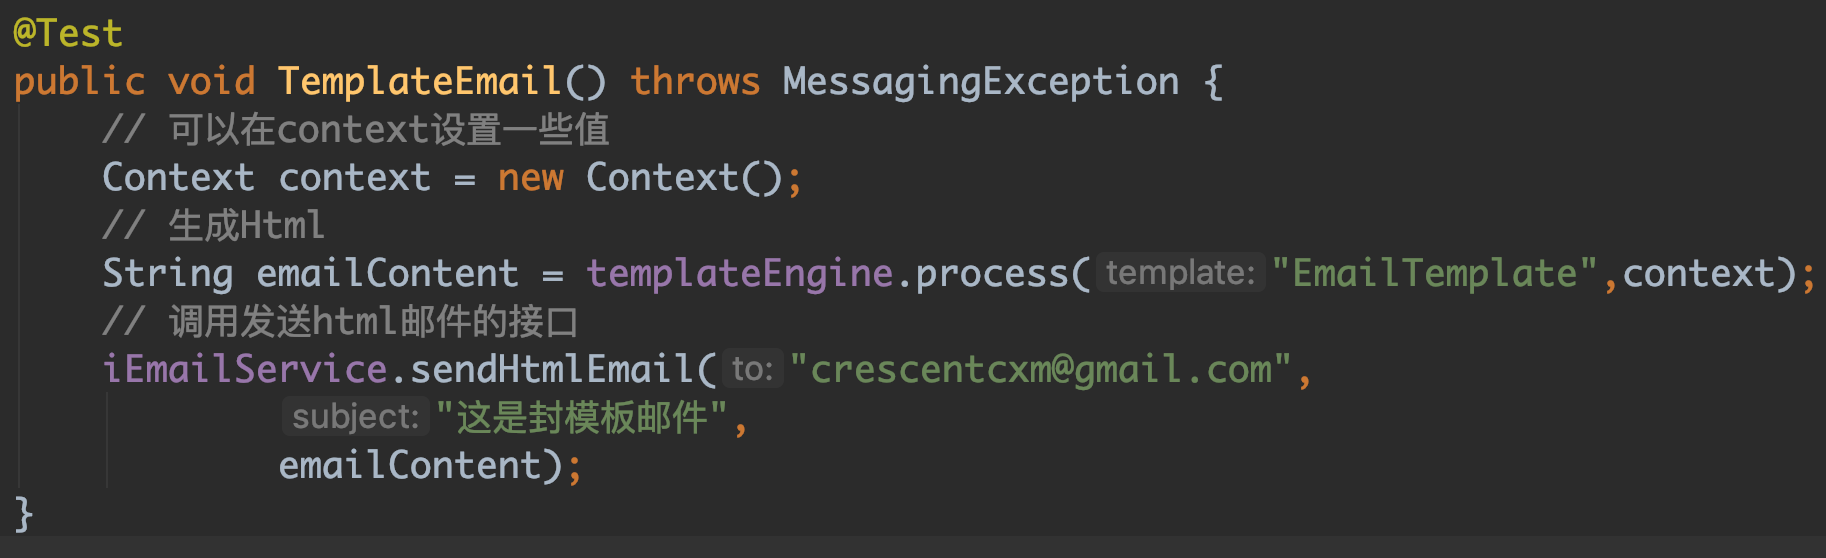 @Test
public void TemplateEmail() throws MessagingException {
// 可以在context设置一些值
Context context = new Context();
// 生成Html
String emailContent = templateEngine.process( template: "EmailTemplate",context);
// 调用发送html邮件的接口
iEmailService.sendHtmlEmail( to: "crescentcxm@gmail.com",
subject: "这是封模板邮件",
emailContent);
}